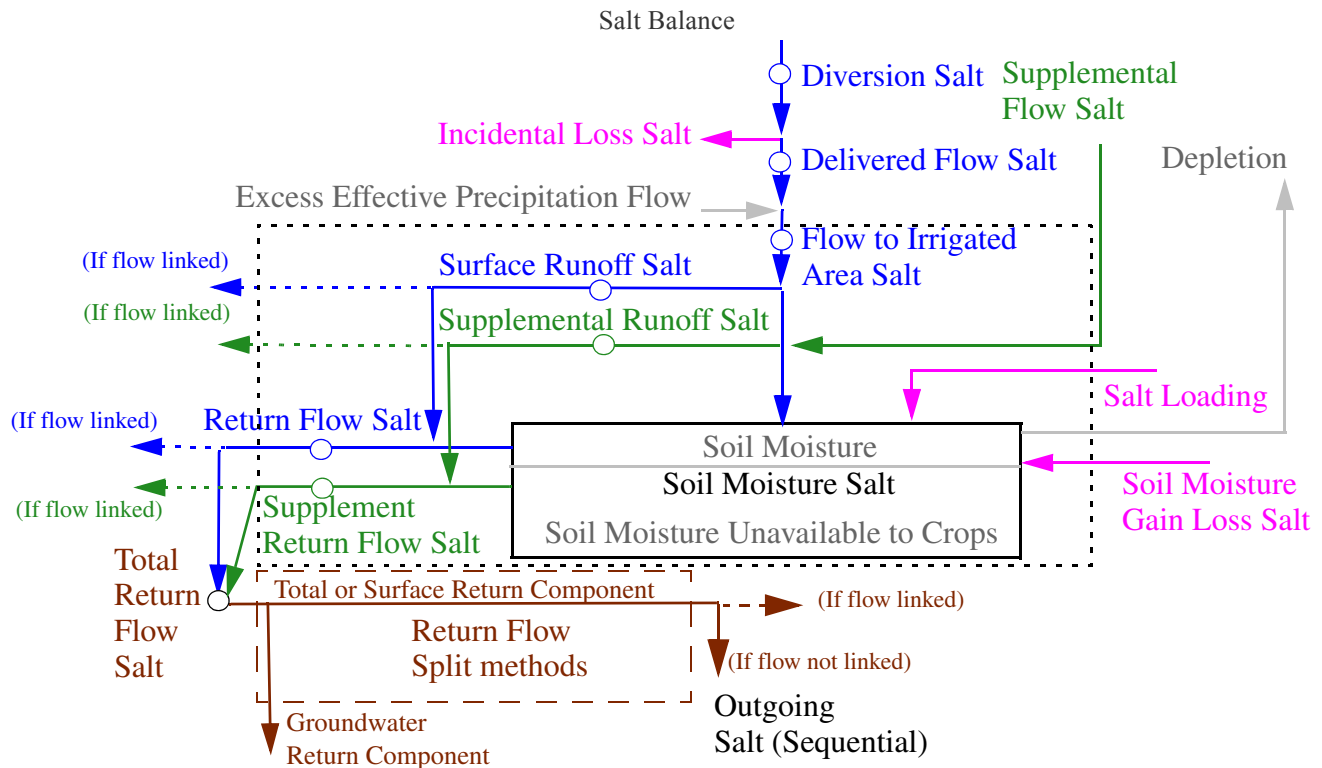 Salt Balance
Diversion Salt
Supplemental
Flow Salt
Incidental Loss Salt
Delivered Flow Salt
Depletion
Excess Effective Precipitation Flow
Flow to Irrigated
Area Salt
(If flow linked)
Surface Runoff Salt
(If flow linked)
Supplemental Runoff Salt
Salt Loading
(If flow linked)
Return Flow Salt
Soil Moisture
Soil Moisture Salt
Soil Moisture
Gain Loss Salt
(If flow linked)
Supplement
Return Flow Salt
Soil Moisture Unavailable to Crops
Total
Return
Flow
Salt
Total or Surface Return Component
(If flow linked)
Return Flow
Split methods
(If flow not linked)
Outgoing
Salt (Sequential)
Groundwater
Return Component